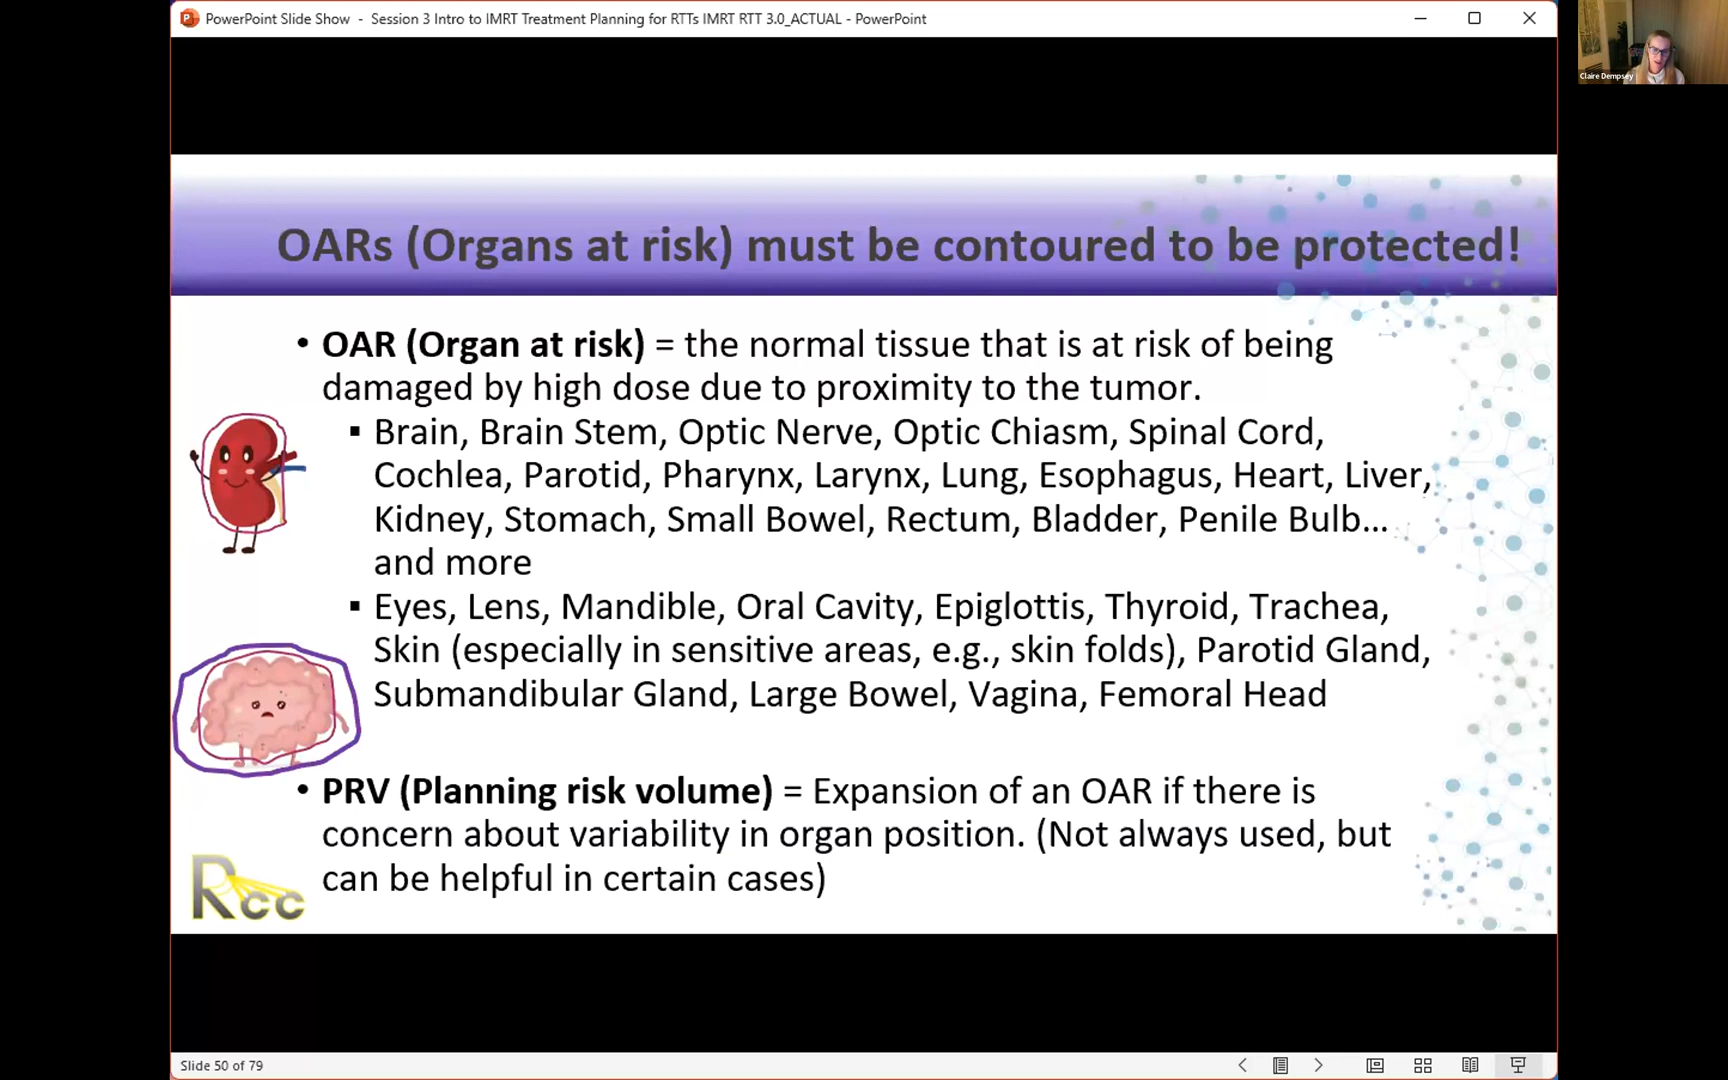 PowerPoint Slide Show - Session 3 Intro to IMRT Treatment Planning for RTTs IMRT RTT 3.0_ACTUAL - PowerPoint
Claire Dempsey
OARs (Organs at risk) must be contoured to be protected!
• OAR (Organ at risk) = the normal tissue that is at risk of being
damaged by high dose due to proximity to the tumor.
▪ Brain, Brain Stem, Optic Nerve, Optic Chiasm, Spinal Cord,
Cochlea, Parotid, Pharynx, Larynx, Lung, Esophagus, Heart, Liver,
Kidney, Stomach, Small Bowel, Rectum, Bladder, Penile Bulb...
and more
▪ Eyes, Lens, Mandible, Oral Cavity, Epiglottis, Thyroid, Trachea,
Skin (especially in sensitive areas, e.g., skin folds), Parotid Gland,
Submandibular Gland, Large Bowel, Vagina, Femoral Head
• PRV (Planning risk volume) = Expansion of an OAR if there is
concern about variability in organ position. (Not always used, but
can be helpful in certain cases)
Rcc
Slide 50 of 79